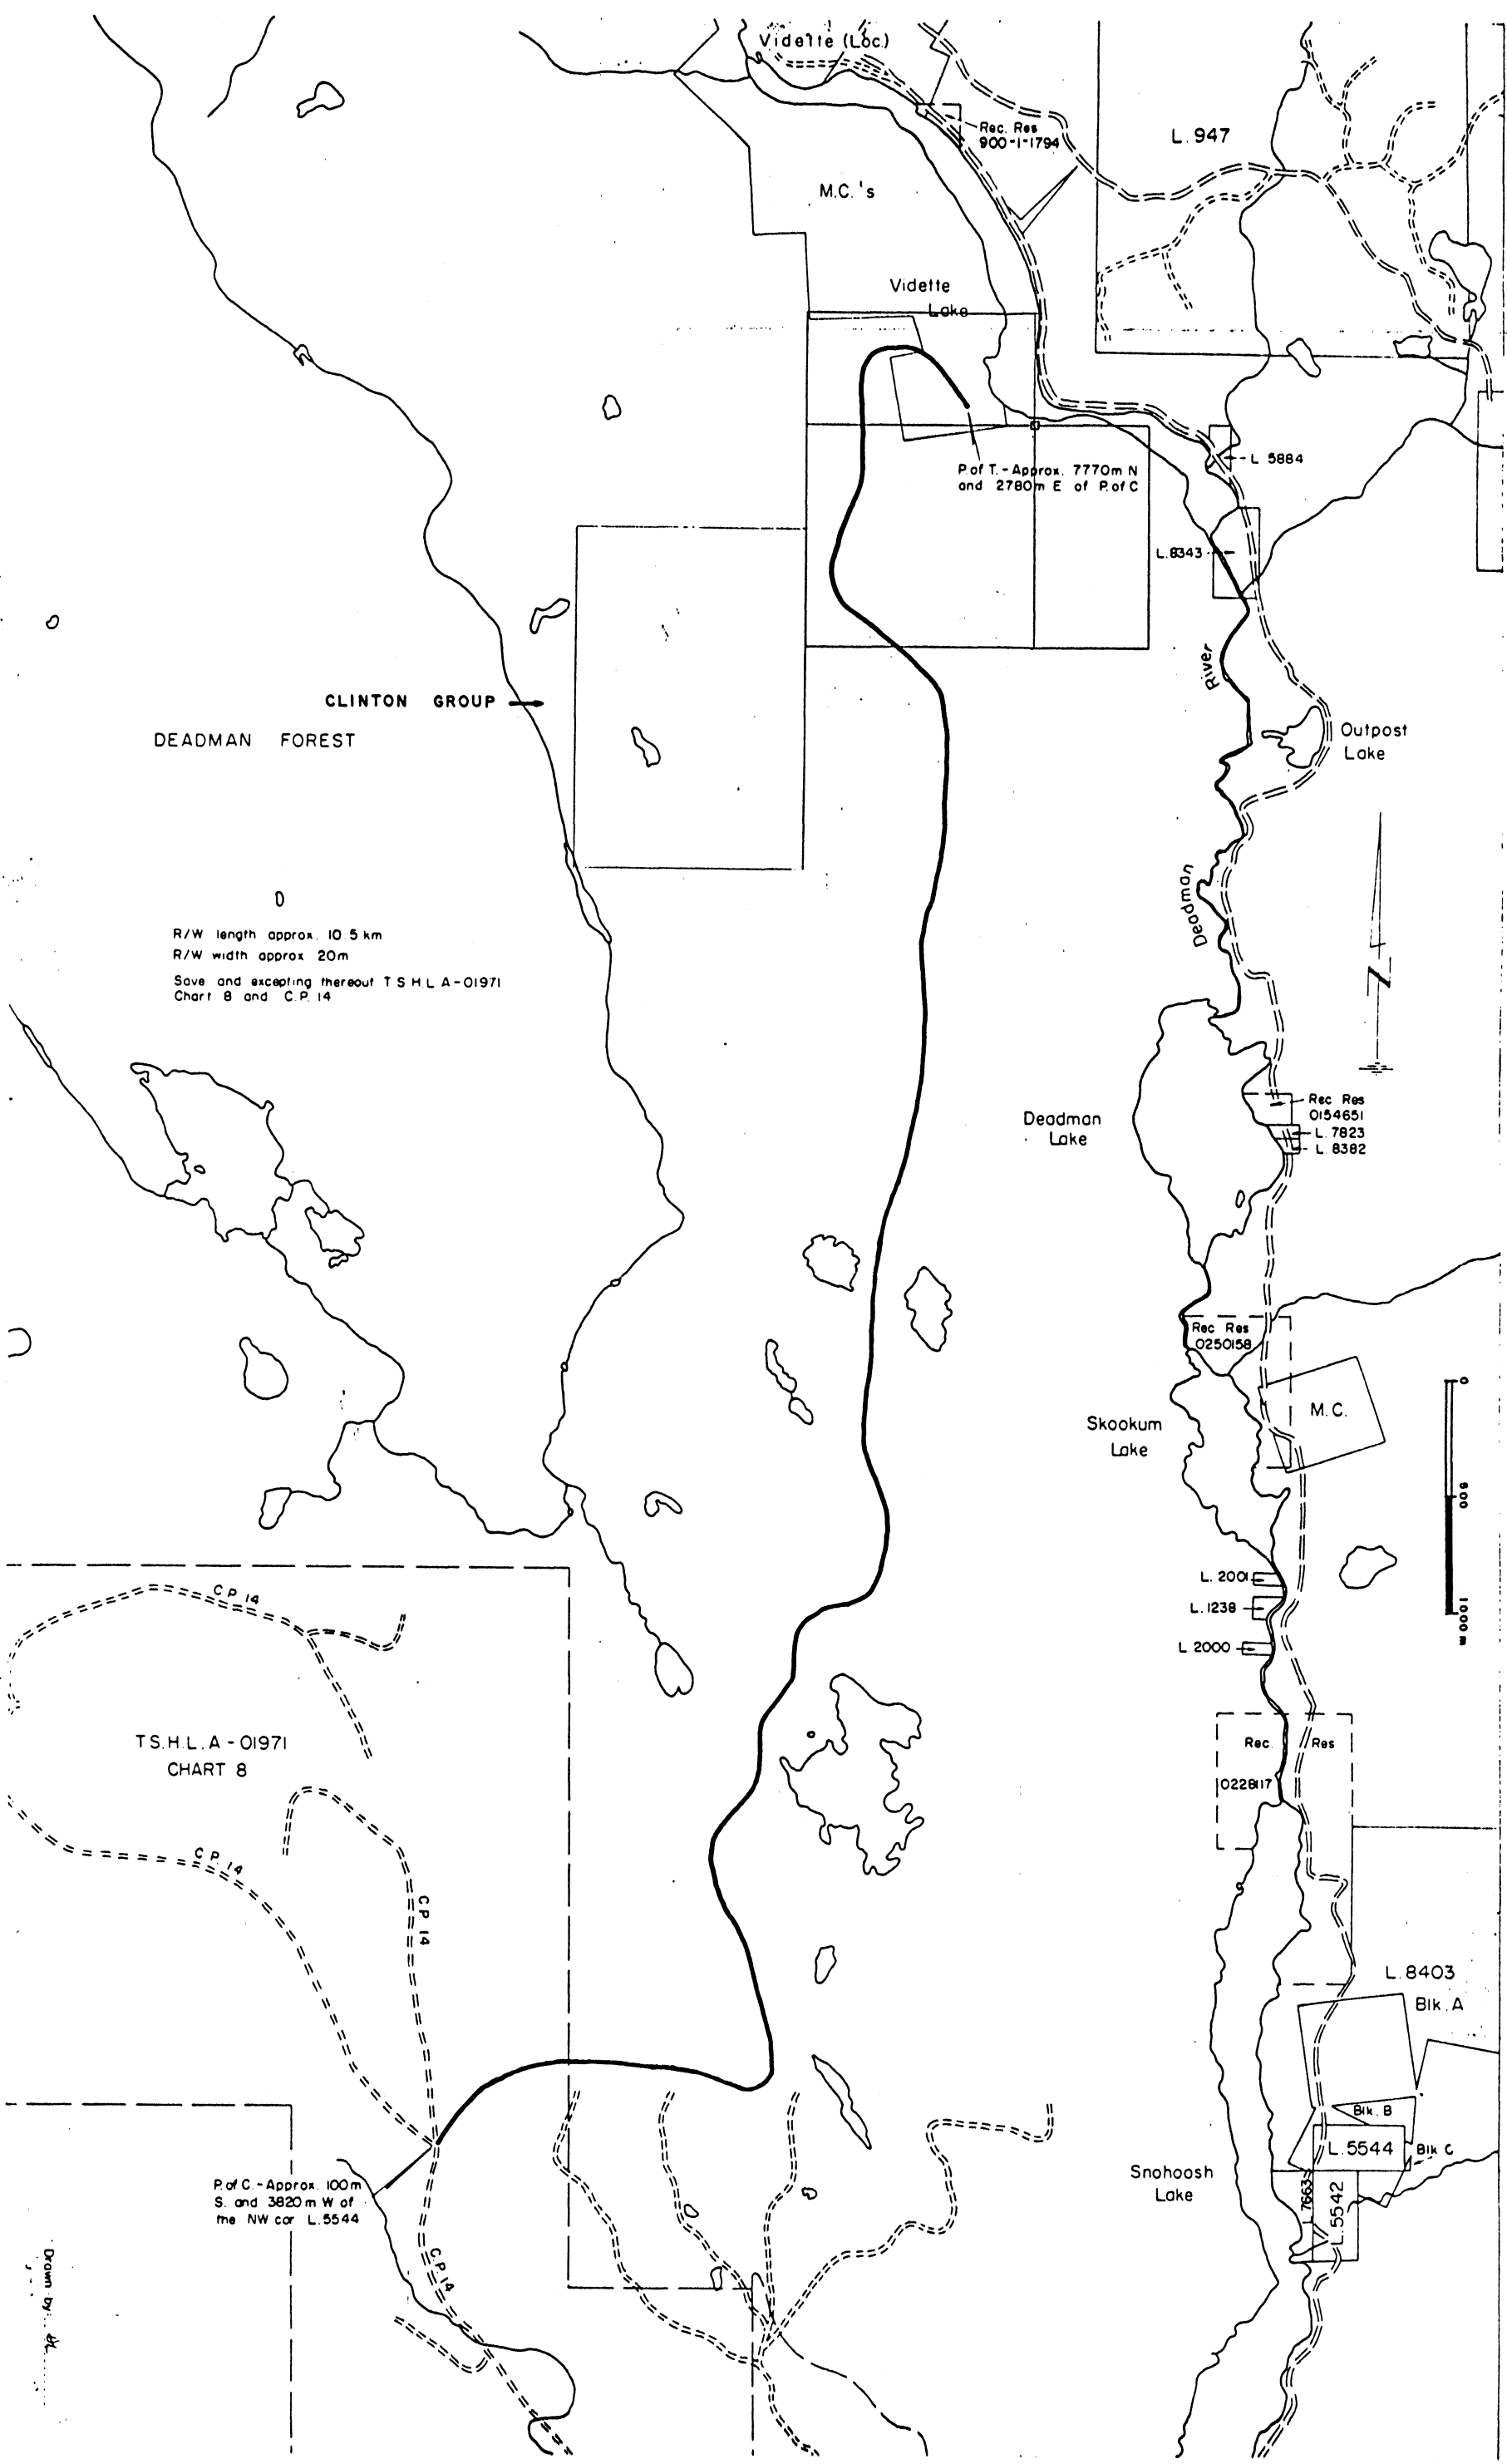 Vidette (Loc.)
Rec. Res
900-1-1794
L. 947
M.C.'s
Vidette
Lake
P. of T. - Approx. 7770m N
and 2780m E of P. of C
L 5884
L. 8343
River
CLINTON GROUP
DEADMAN FOREST
Outpost
Lake
Deadman
R/W length approx. 10.5 km
R/W width approx 20m
Save and excepting thereout T S H L A-01971
Chart 8 and C.P. 14
N
Deadman
Lake
Rec Res
0154651
L. 7823
L. 8382
Rec Res
0250158
M.C.
Skookum
Lake
0
500
1000 m
L. 2001
L. 1238
L 2000
C P 14
T.S.H.L. A - 01971
CHART 8
Rec. Res
0228117
C P. 14
C P 14
L. 8403
Blk. A
Blk. B
L. 5544
Blk C
Snohoosh
Lake
L. 7663
L. 5542
P. of C. - Approx. 100m
S. and 3820m W of
the NW cor L. 5544
C P 14
Drawn by: